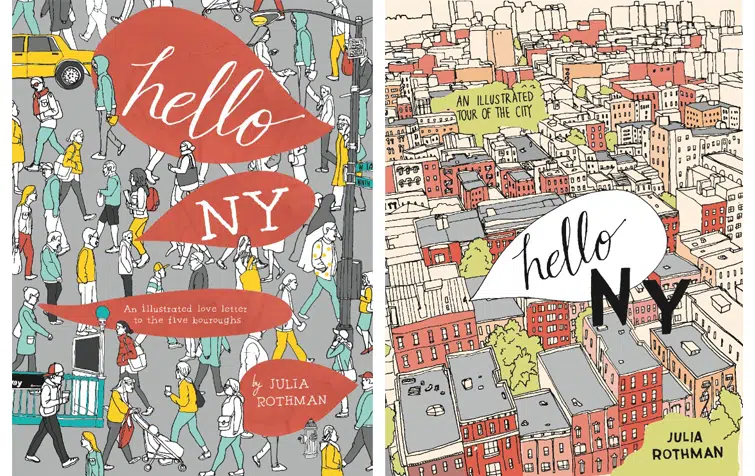 hello
NY
An illustrated love letter
to the five bouroughs
by JULIA
ROTHMAN
way
AN ILLUSTRATED
TOUR OF THE CITY
hello
NY
JULIA
ROTHMAN